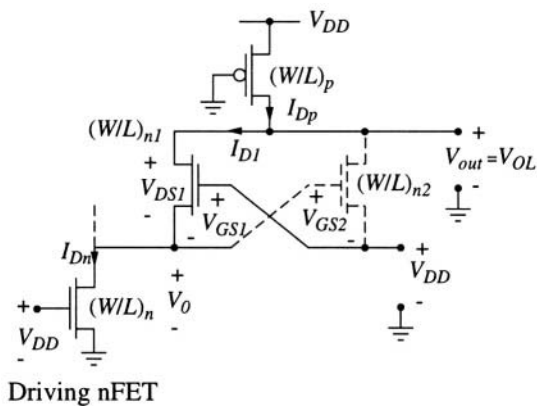 V_DD
(W/L)_p
I_Dp
(W/L)_n1
I_D1
+
V_DS1
-
+
V_GS1
-
+
V_GS2
-
(W/L)_n2
+
V_out=V_OL
-
I_Dn
+
V_0
-
+
V_DD
-
(W/L)_n
+
V_DD
-
Driving nFET